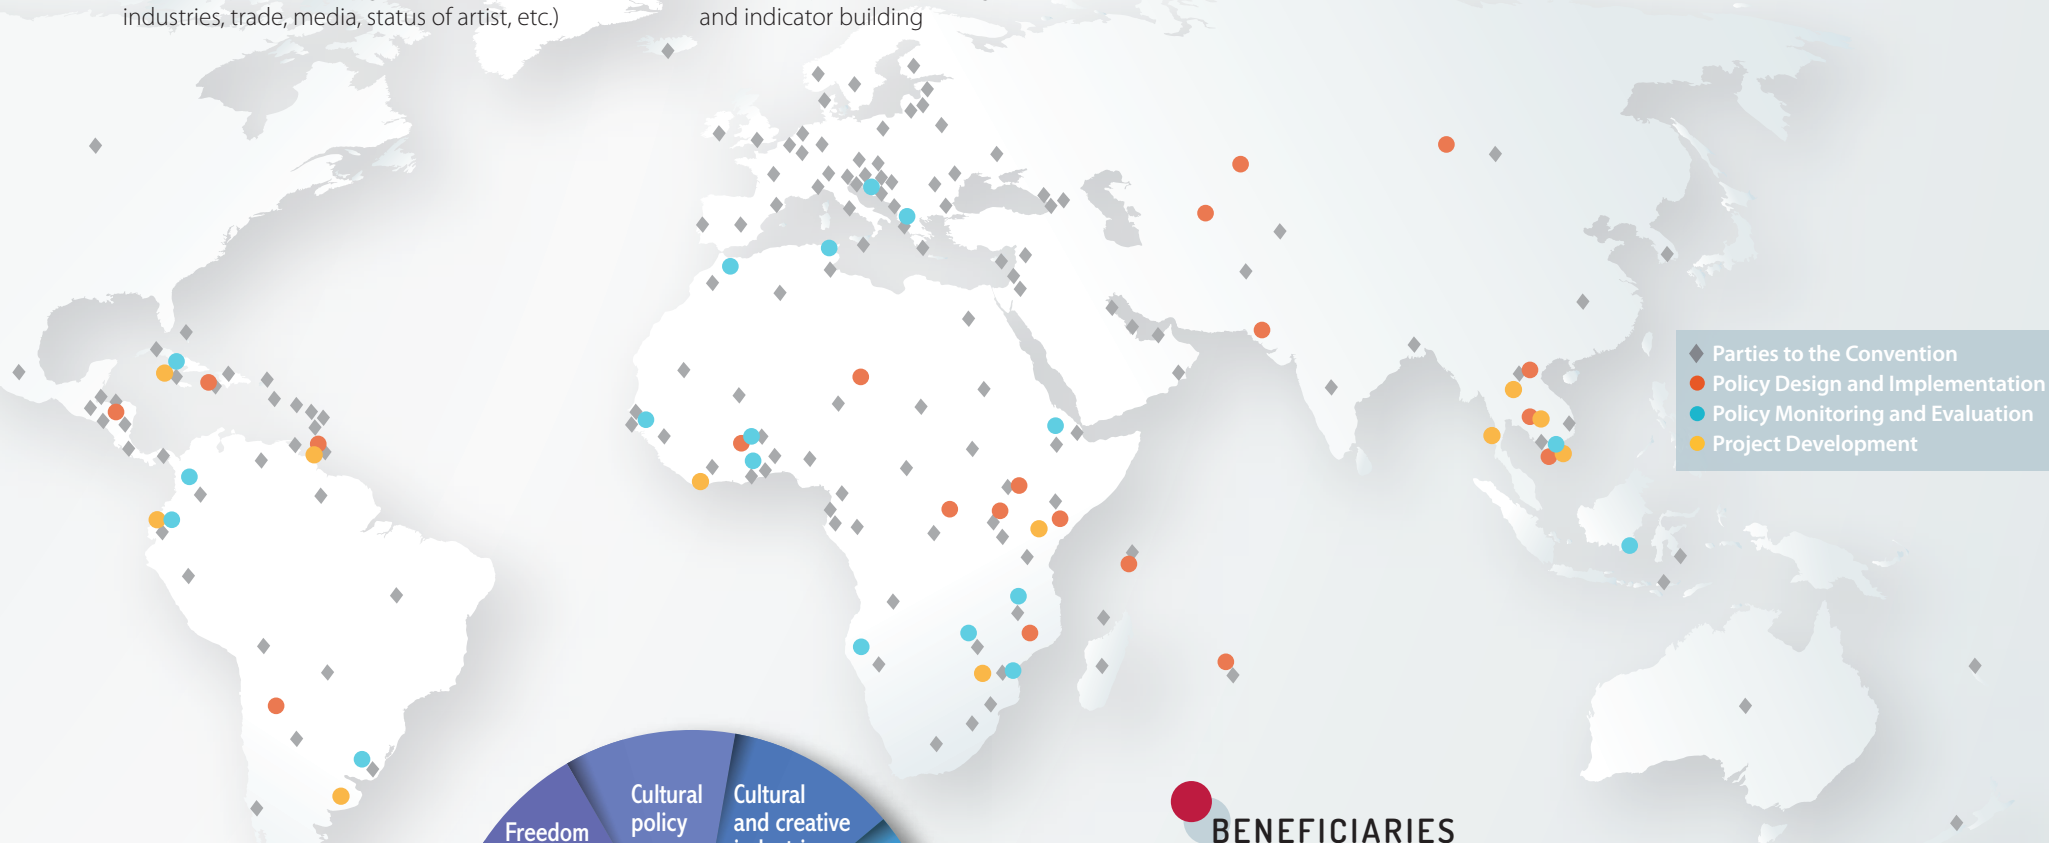 industries, trade, media, status of artist, etc.)
and indicator building
Parties to the Convention
Policy Design and Implementation
Policy Monitoring and Evaluation
Project Development
Freedom
Cultural
policy
Cultural
and creative
BENEFICIARIES